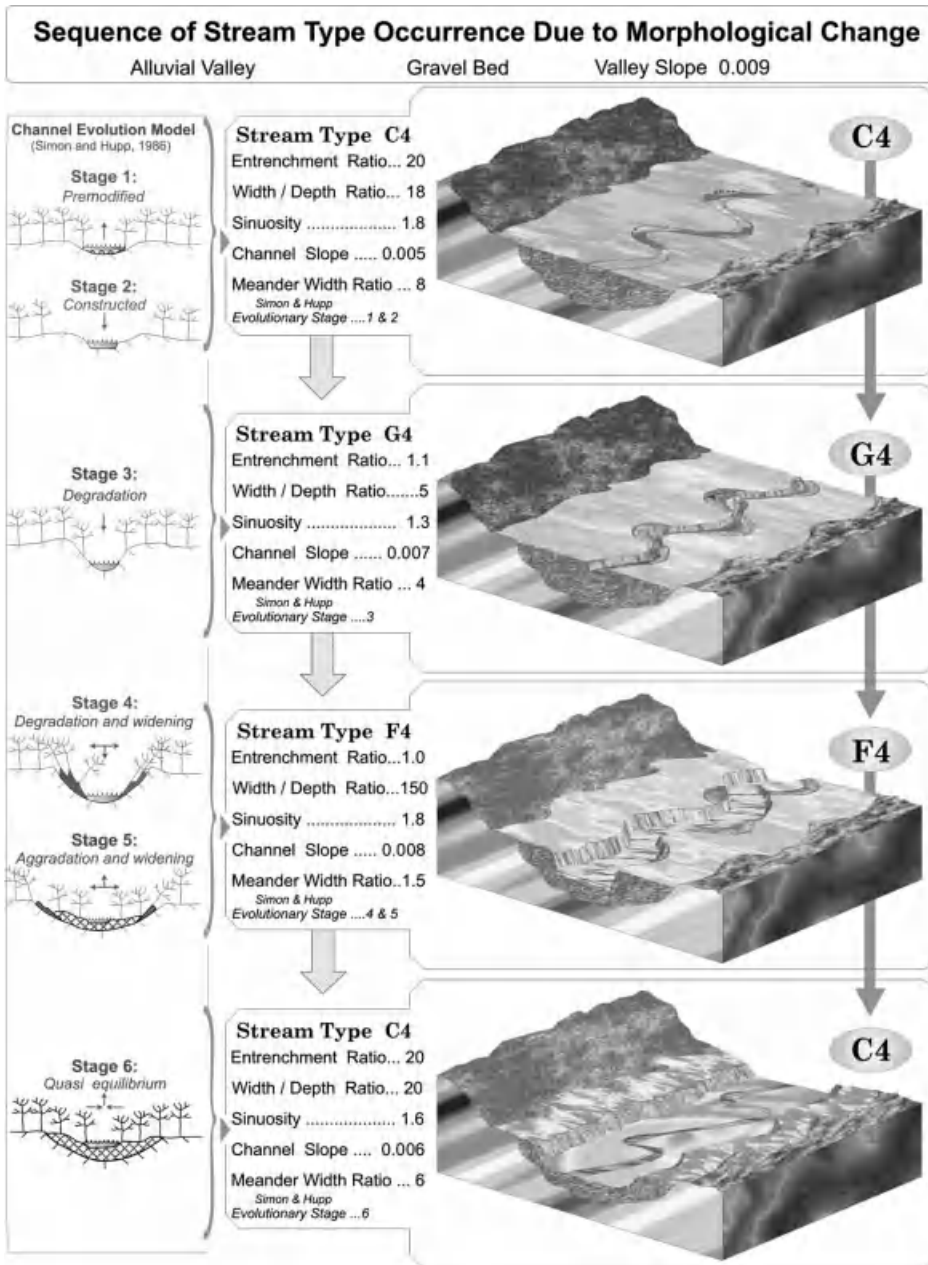 Sequence of Stream Type Occurrence Due to Morphological Change
Alluvial Valley Gravel Bed Valley Slope 0.009
Channel Evolution Model
(Simon and Hupp, 1986)
Stage 1:
Premodified
Stage 2:
Constructed
Stream Type C4
Entrenchment Ratio... 20
Width / Depth Ratio... 18
Sinuosity .................... 1.8
Channel Slope ..... 0.005
Meander Width Ratio ... 8
Simon & Hupp
Evolutionary Stage ....1 & 2
C4
Stage 3:
Degradation
Stream Type G4
Entrenchment Ratio... 1.1
Width / Depth Ratio.......5
Sinuosity .................... 1.3
Channel Slope ...... 0.007
Meander Width Ratio ... 4
Simon & Hupp
Evolutionary Stage ....3
G4
Stage 4:
Degradation and widening
Stage 5:
Aggradation and widening
Stream Type F4
Entrenchment Ratio...1.0
Width / Depth Ratio...150
Sinuosity .................... 1.8
Channel Slope ..... 0.008
Meander Width Ratio..1.5
Simon & Hupp
Evolutionary Stage ....4 & 5
F4
Stage 6:
Quasi equilibrium
Stream Type C4
Entrenchment Ratio... 20
Width / Depth Ratio... 20
Sinuosity .................... 1.6
Channel Slope .... 0.006
Meander Width Ratio ... 6
Simon & Hupp
Evolutionary Stage ...6
C4